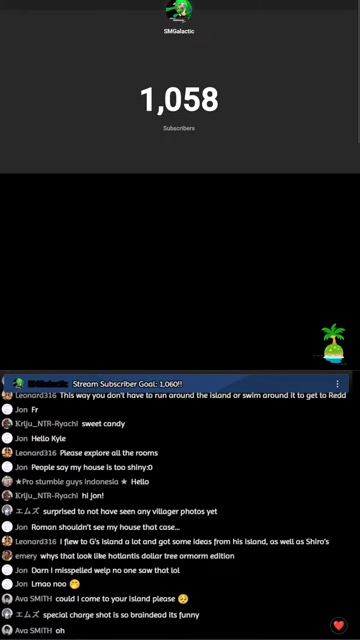 SMGalactic
1,058
Subscribers
SMGalactic Stream Subscriber Goal: 1,060!!
Leonard316 This way you don't have to run around the island or swim around it to get to Redd
Jon Fr
Kriju_NTR-Ryachi sweet candy
Jon Hello Kyle
Leonard316 Please explore all the rooms
Jon People say my house is too shiny:0
★Pro stumble guys Indonesia★ Hello
Kriju_NTR-Ryachi hi jon!
エムズ surprised to not have seen any villager photos yet
Jon Roman shouldn't see my house that case...
Leonard316 I flew to G's island a lot and got some ideas from his island, as well as Shiro's
emery whys that look like hotlantis dollar tree ormorm edition
Jon Darn I misspelled welp no one saw that lol
Jon Lmao noo 🤭
Ava SMITH could I come to your island please 🥺
エムズ special charge shot is so braindead its funny
Ava SMITH oh